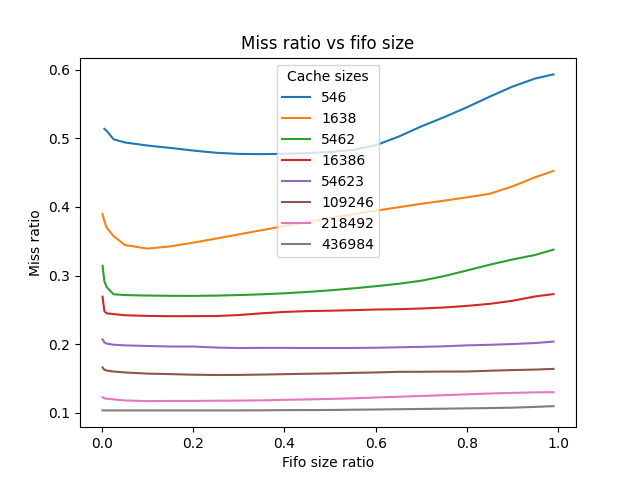 Miss ratio vs fifo size
Cache sizes
546
1638
5462
16386
54623
109246
218492
436984
Miss ratio
0.6
0.5
0.4
0.3
0.2
0.1
0.0 0.2 0.4 0.6 0.8 1.0
Fifo size ratio